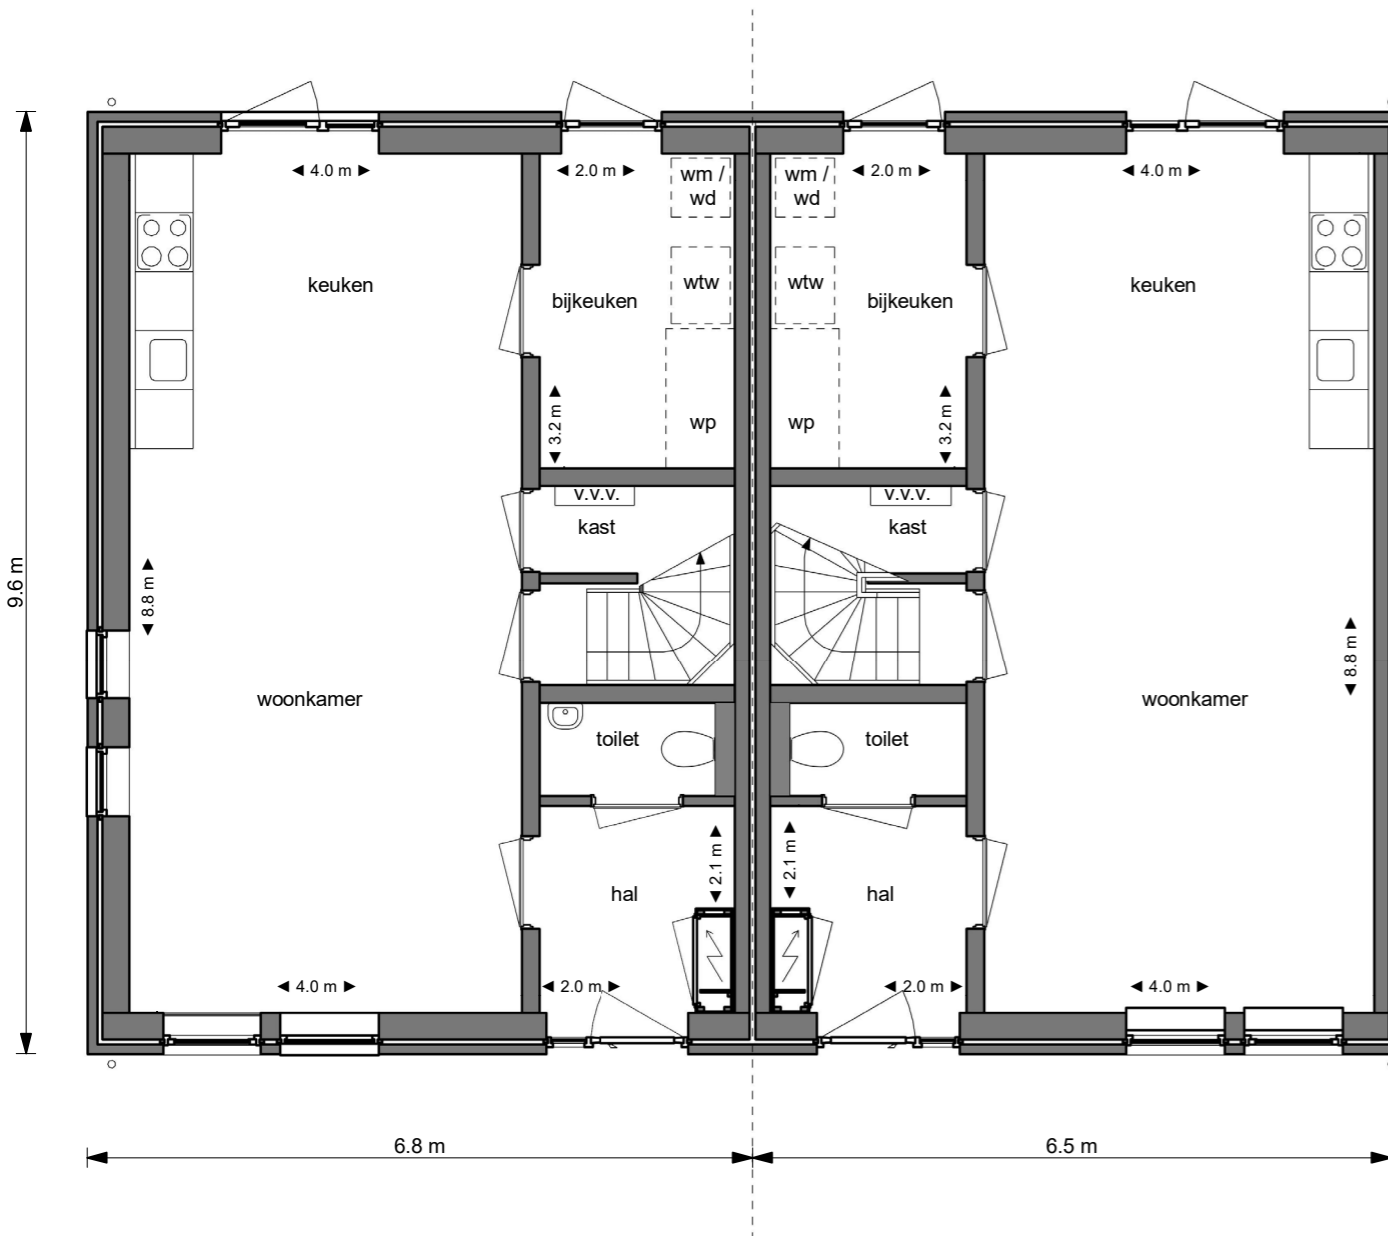 4.0 m
2.0 m
wm /
wd
wm /
wd
2.0 m
4.0 m
keuken
bijkeuken
wtw
wtw
bijkeuken
keuken
3.2 m
wp
wp
3.2 m
v.v.v.
kast
v.v.v.
kast
9.6 m
8.8 m
8.8 m
woonkamer
toilet
toilet
woonkamer
2.1 m
2.1 m
hal
hal
4.0 m
2.0 m
2.0 m
4.0 m
6.8 m
6.5 m